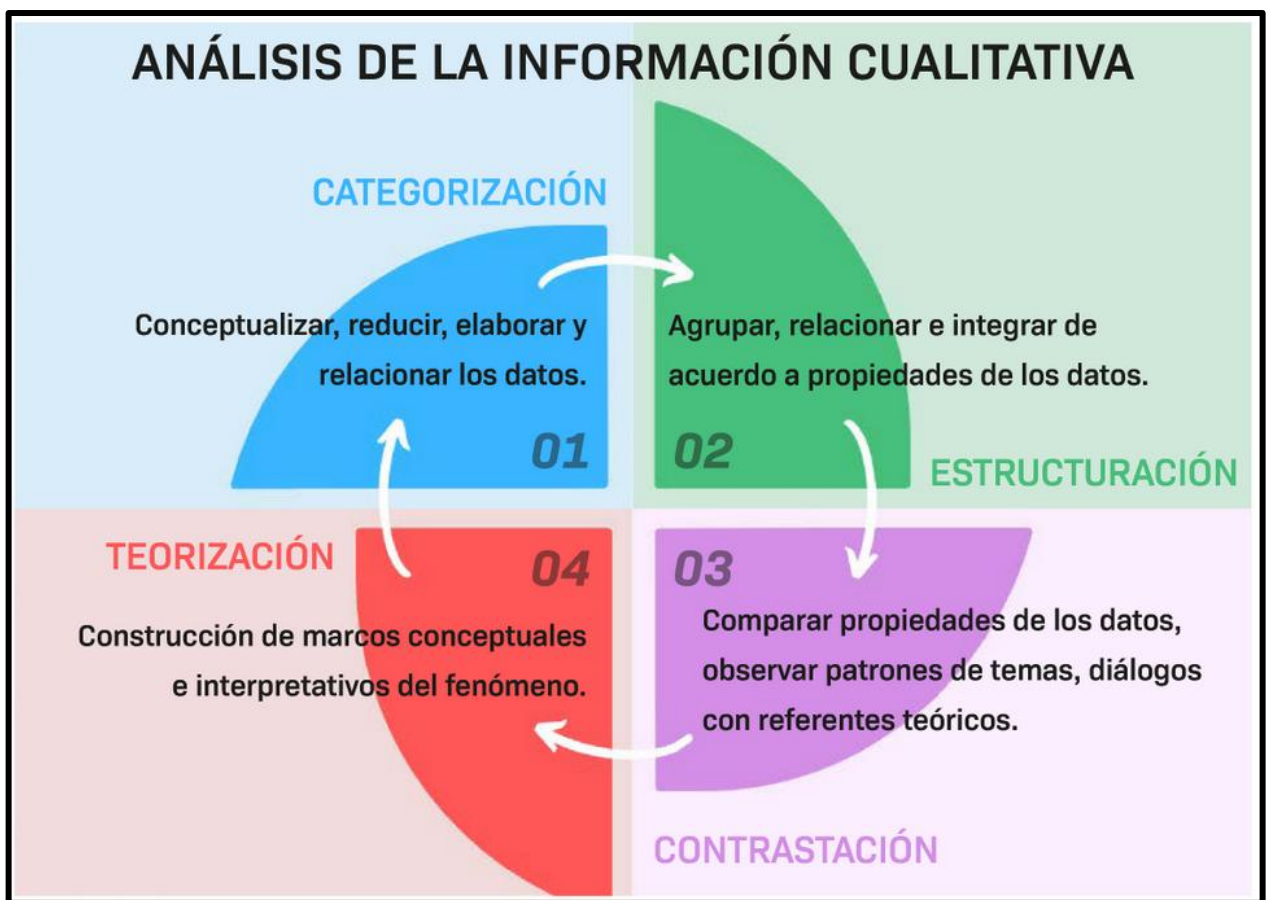 ANÁLISIS DE LA INFORMACIÓN CUALITATIVA
CATEGORIZACIÓN
Conceptualizar, reducir, elaborar y
relacionar los datos.
01
Agrupar, relacionar e integrar de
acuerdo a propiedades de los datos.
02
ESTRUCTURACIÓN
03
Comparar propiedades de los datos,
observar patrones de temas, diálogos
con referentes teóricos.
CONTRASTACIÓN
TEORIZACIÓN
04
Construcción de marcos conceptuales
e interpretativos del fenómeno.